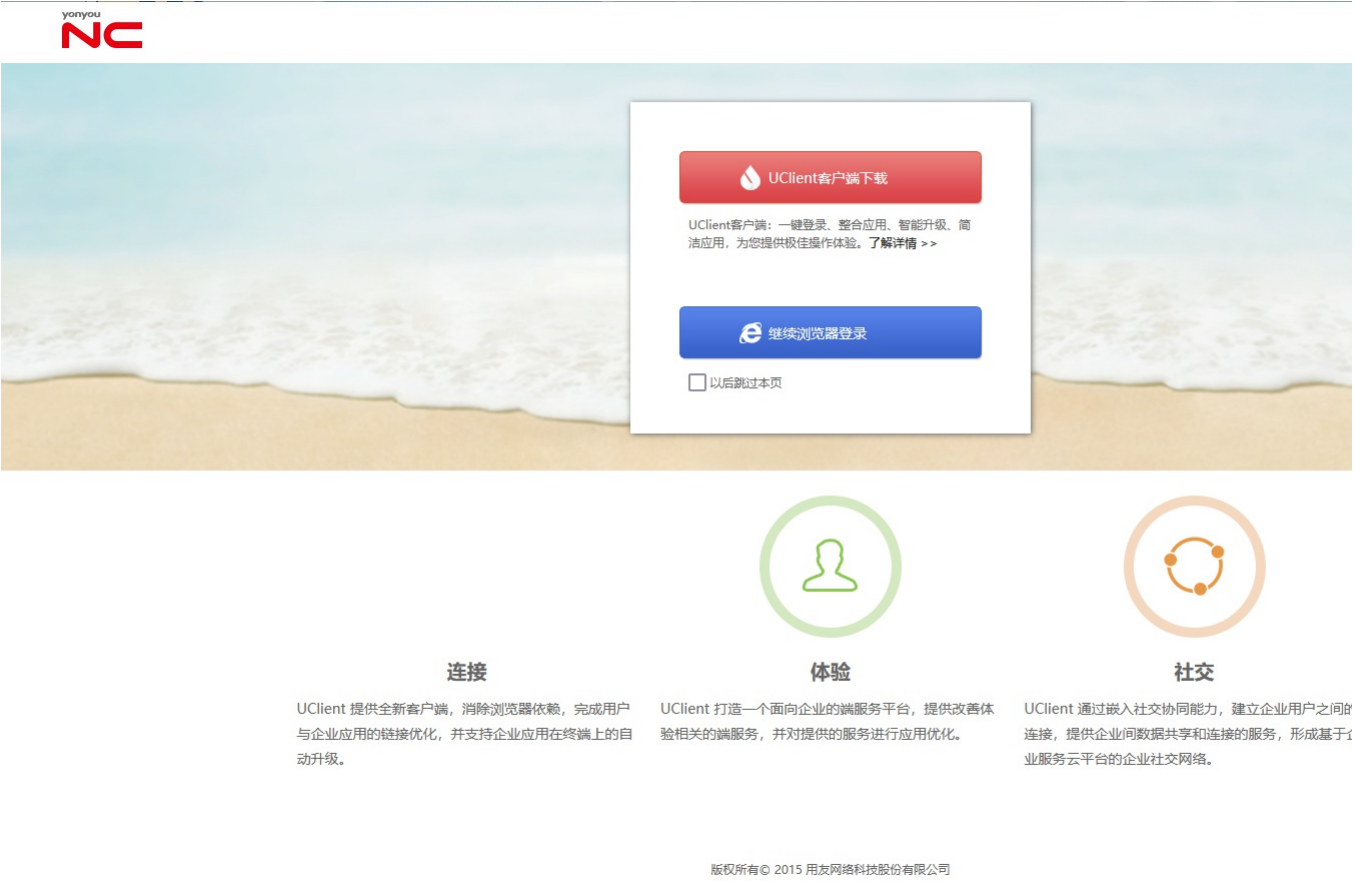 yonyou
NC
UClient客户端下载
UClient客户端：一键登录、整合应用、智能升级、简
洁应用，为您提供极佳操作体验。了解详情 >>
继续浏览器登录
以后跳过本页
连接
UClient 提供全新客户端，消除浏览器依赖，完成用户
与企业应用的链接优化，并支持企业应用在终端上的自
动升级。
体验
UClient 打造一个面向企业的端服务平台，提供改善体
验相关的端服务，并对提供的服务进行应用优化。
社交
UClient 通过嵌入社交协同能力，建立企业用户之间的
连接，提供企业间数据共享和连接的服务，形成基于企
业服务云平台的企业社交网络。
版权所有© 2015 用友网络科技股份有限公司